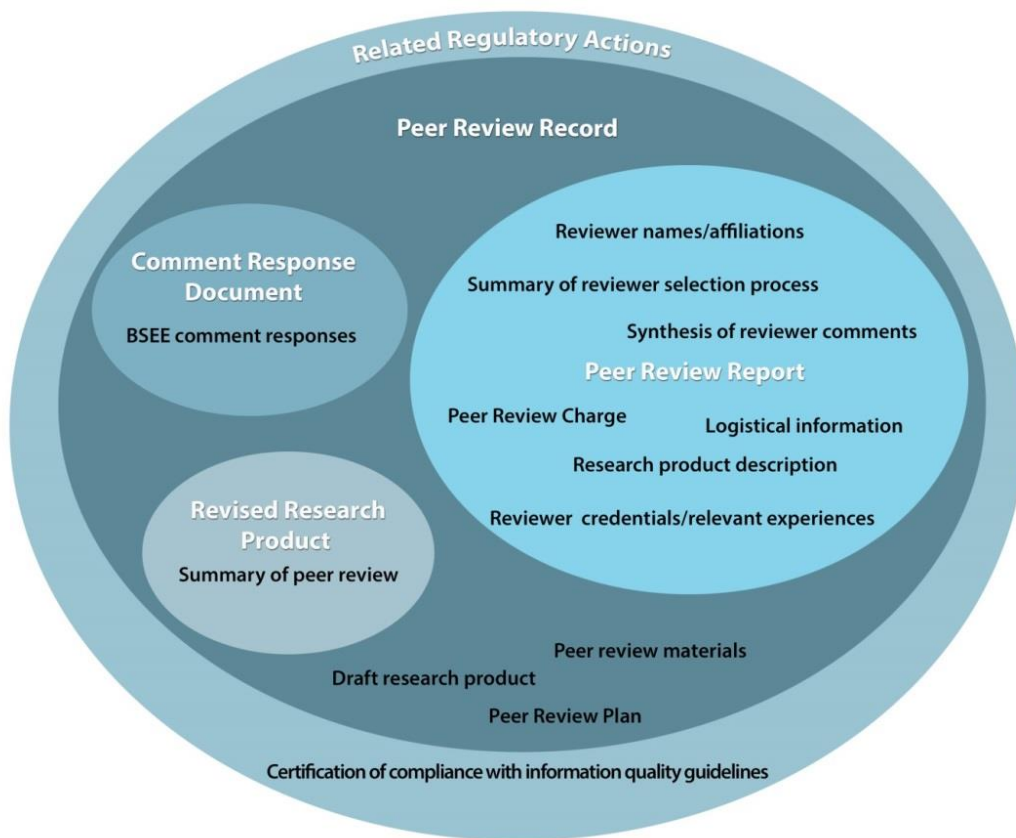 Related Regulatory Actions
Peer Review Record
Reviewer names/affiliations
Comment Response
Document
Summary of reviewer selection process
BSEE comment responses
Synthesis of reviewer comments
Peer Review Report
Peer Review Charge
Logistical information
Research product description
Revised Research
Product
Reviewer credentials/relevant experiences
Summary of peer review
Peer review materials
Draft research product
Peer Review Plan
Certification of compliance with information quality guidelines